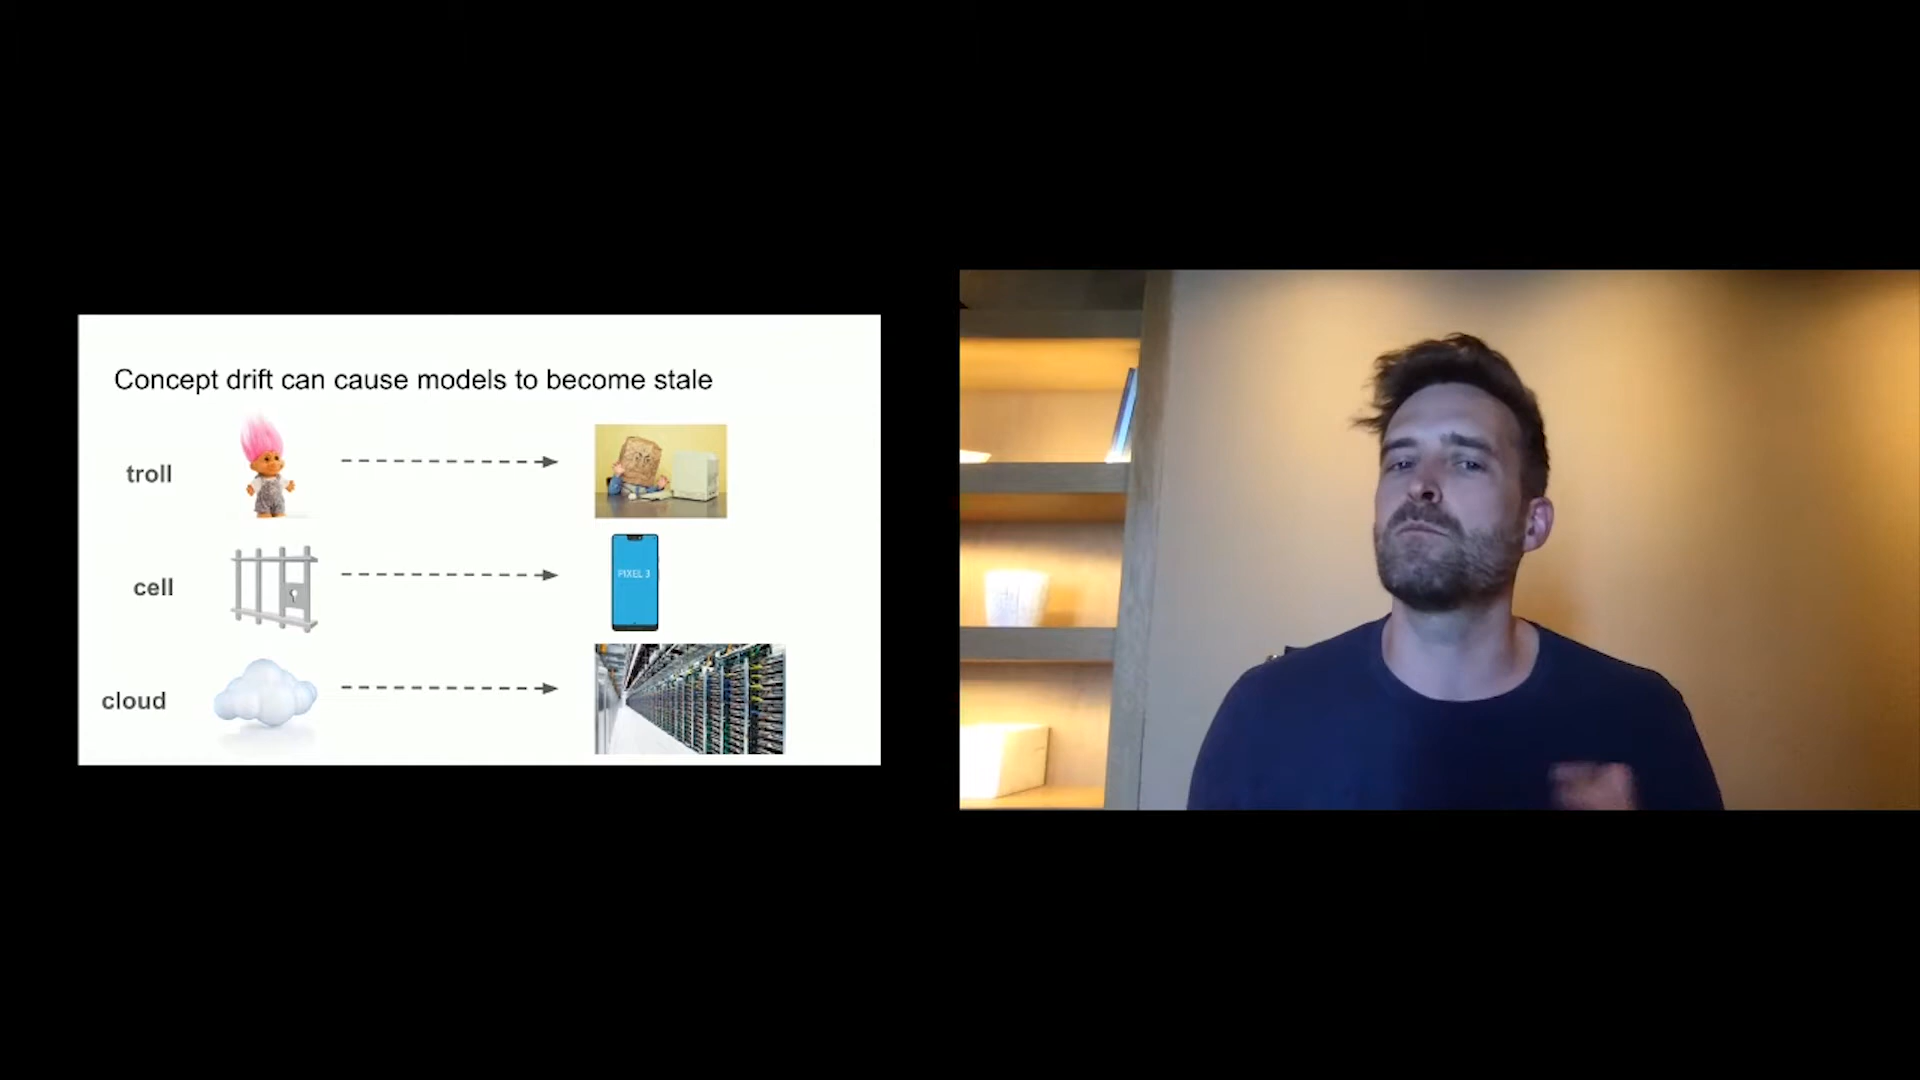 Concept drift can cause models to become stale
troll
cell
PIXEL 3
cloud